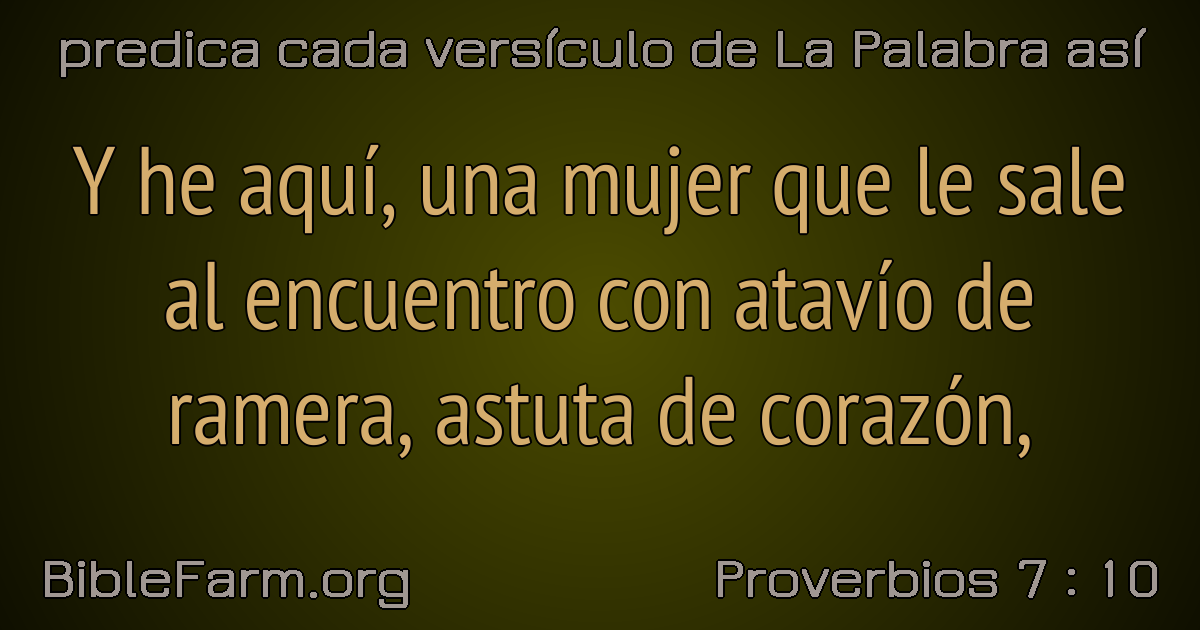 predica cada versículo de La Palabra así
Y he aquí, una mujer que le sale
al encuentro con atavío de
ramera, astuta de corazón,
BibleFarm.org
Proverbios 7 : 10